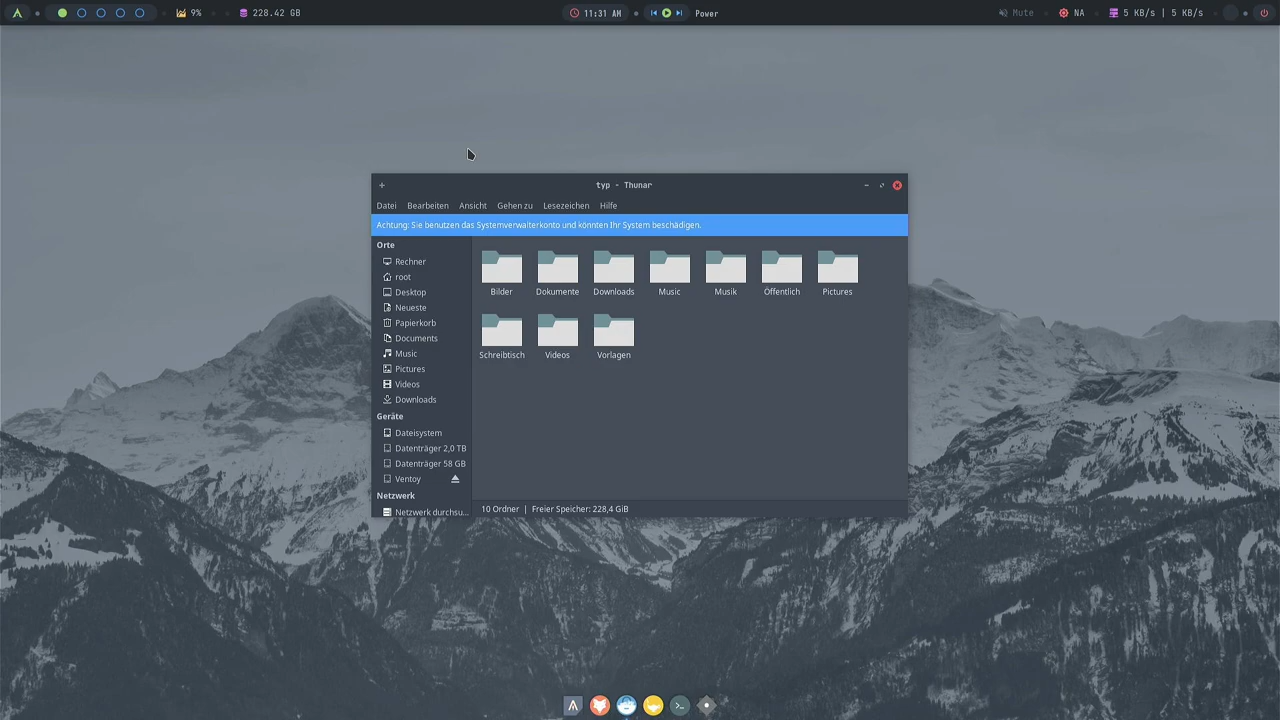 9% 228.42 GB 11:31 AM Power Mute NA 5 KB/s | 5 KB/s
typ - Thunar
Datei Bearbeiten Ansicht Gehen zu Lesezeichen Hilfe
Achtung: Sie benutzen das Systemverwalterkonto und könnten Ihr System beschädigen.
Orte
Rechner
root
Desktop
Neueste
Papierkorb
Documents
Music
Pictures
Videos
Downloads
Geräte
Dateisystem
Datenträger 2,0 TB
Datenträger 58 GB
Ventoy
Netzwerk
Netzwerk durchsu...
Bilder Dokumente Downloads Music Musik Öffentlich Pictures
Schreibtisch Videos Vorlagen
10 Ordner | Freier Speicher: 228,4 GiB